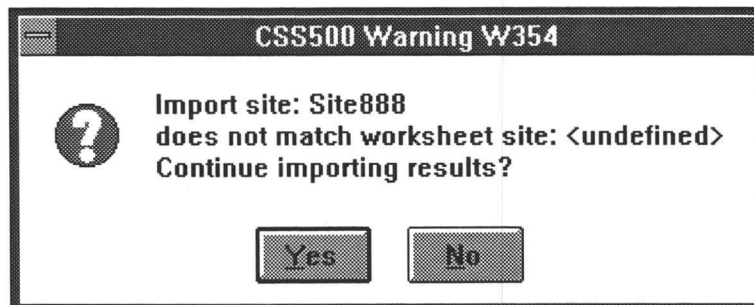 CSS500 Warning W354
Import site: Site888
does not match worksheet site: <undefined>
Continue importing results?
Yes No